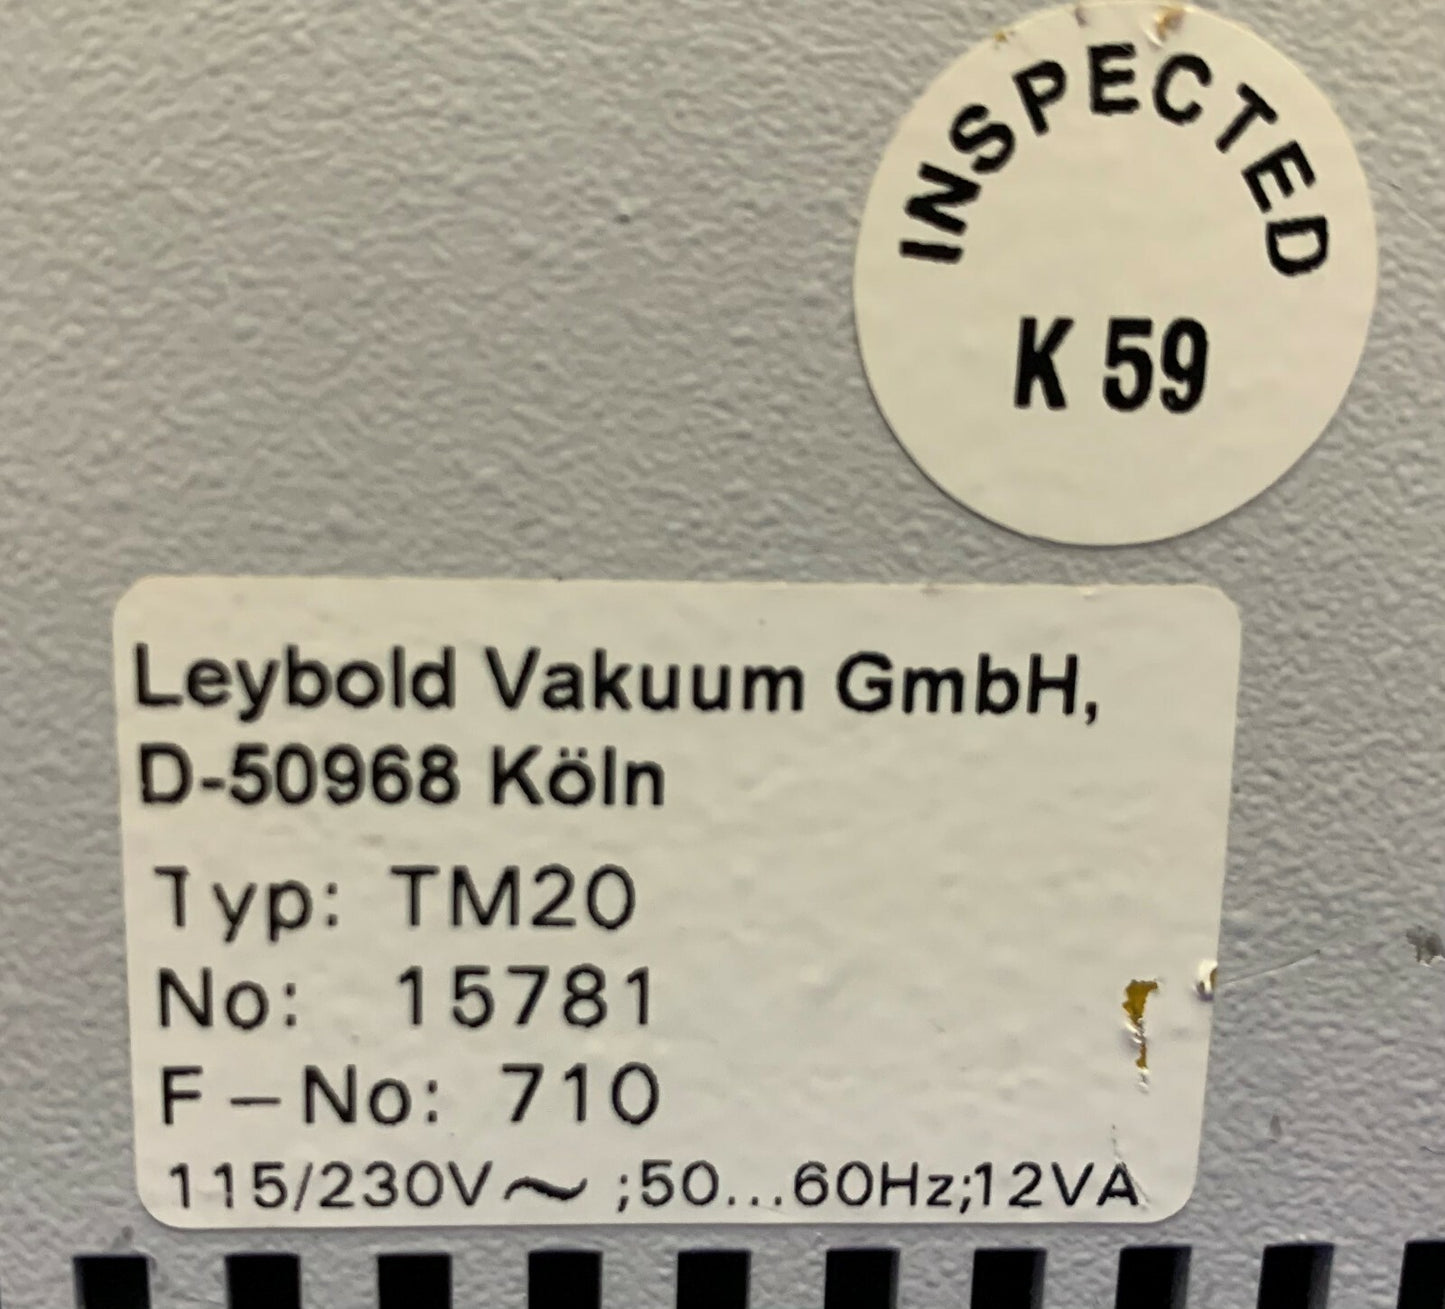 INSPECTED
K 59
Leybold Vakuum GmbH,
D-50968 Köln
Typ: TM20
No: 15781
F-No: 710
115/230V~ ;50...60Hz;12VA